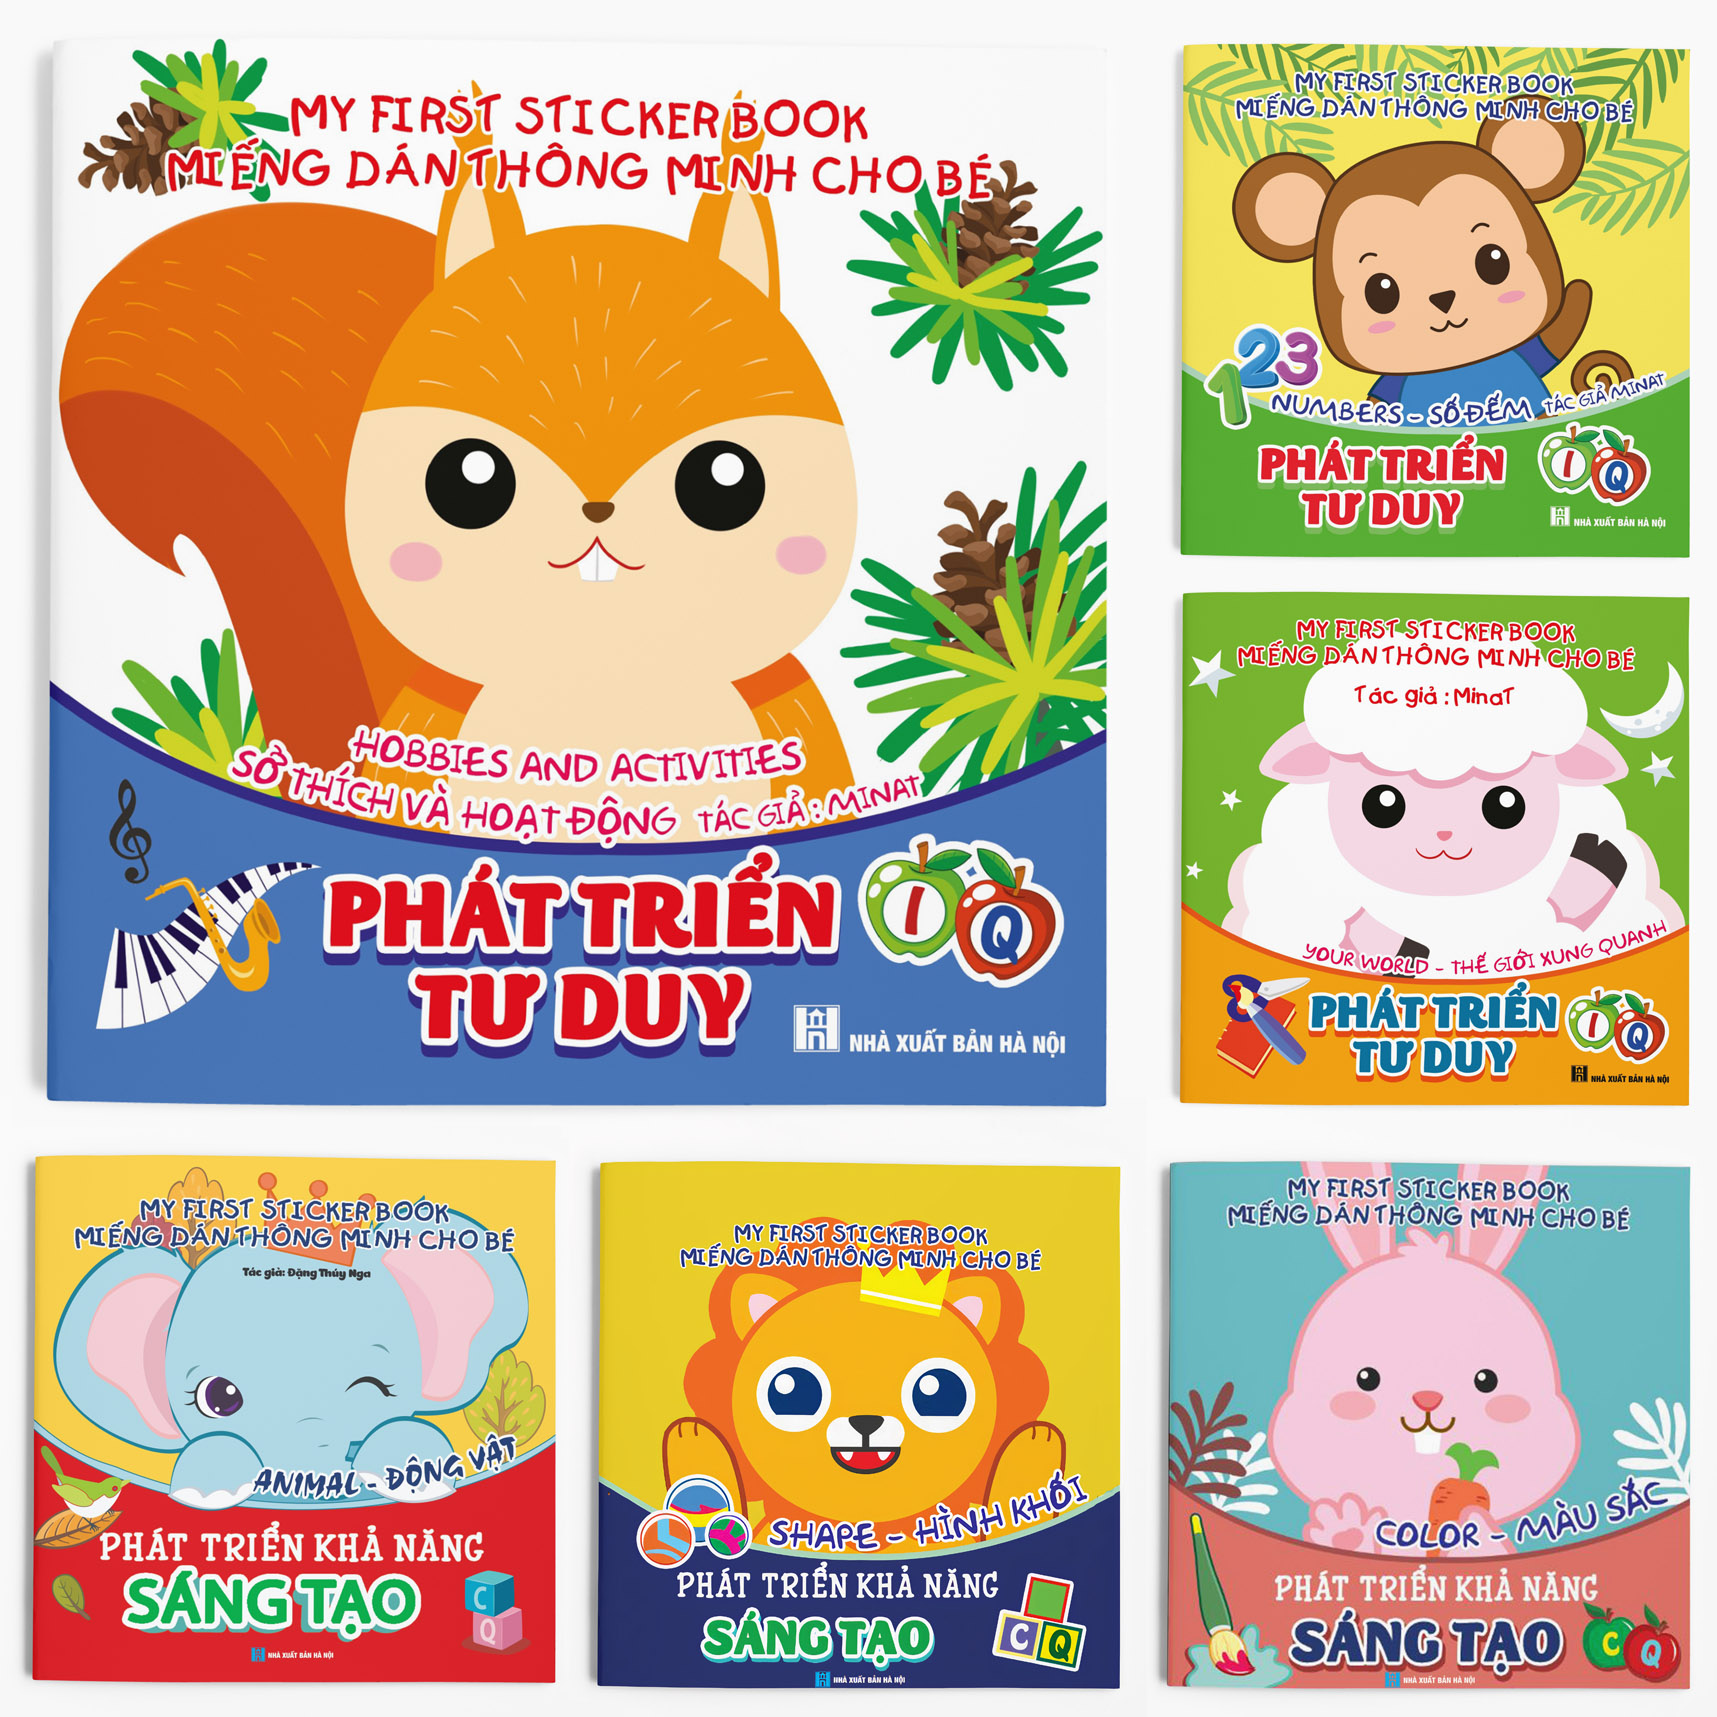 MY FIRST STICKER BOOK
MIẾNG DÁN THÔNG MINH CHO BÉ
HOBBIES AND ACTIVITIES
SỞ THÍCH VÀ HOẠT ĐỘNG TÁC GIẢ : MINAT
PHÁT TRIỂN
TƯ DUY
I Q
NHÀ XUẤT BẢN HÀ NỘI
MY FIRST STICKER BOOK
MIẾNG DÁN THÔNG MINH CHO BÉ
123
NUMBERS - SỐ ĐẾM TÁC GIẢ MINAT
PHÁT TRIỂN
TƯ DUY
I Q
NHÀ XUẤT BẢN HÀ NỘI
MY FIRST STICKER BOOK
MIẾNG DÁN THÔNG MINH CHO BÉ
Tác giả : MinaT
YOUR WORLD - THẾ GIỚI XUNG QUANH
PHÁT TRIỂN
TƯ DUY
I Q
NHÀ XUẤT BẢN HÀ NỘI
MY FIRST STICKER BOOK
MIẾNG DÁN THÔNG MINH CHO BÉ
Tác giả: Đặng Thúy Nga
ANIMAL - ĐỘNG VẬT
PHÁT TRIỂN KHẢ NĂNG
SÁNG TẠO
C
Q
NHÀ XUẤT BẢN HÀ NỘI
MY FIRST STICKER BOOK
MIẾNG DÁN THÔNG MINH CHO BÉ
SHAPE - HÌNH KHỐI
PHÁT TRIỂN KHẢ NĂNG
SÁNG TẠO
C Q
NHÀ XUẤT BẢN HÀ NỘI
MY FIRST STICKER BOOK
MIẾNG DÁN THÔNG MINH CHO BÉ
COLOR - MÀU SẮC
PHÁT TRIỂN KHẢ NĂNG
SÁNG TẠO
C Q
NHÀ XUẤT BẢN HÀ NỘI